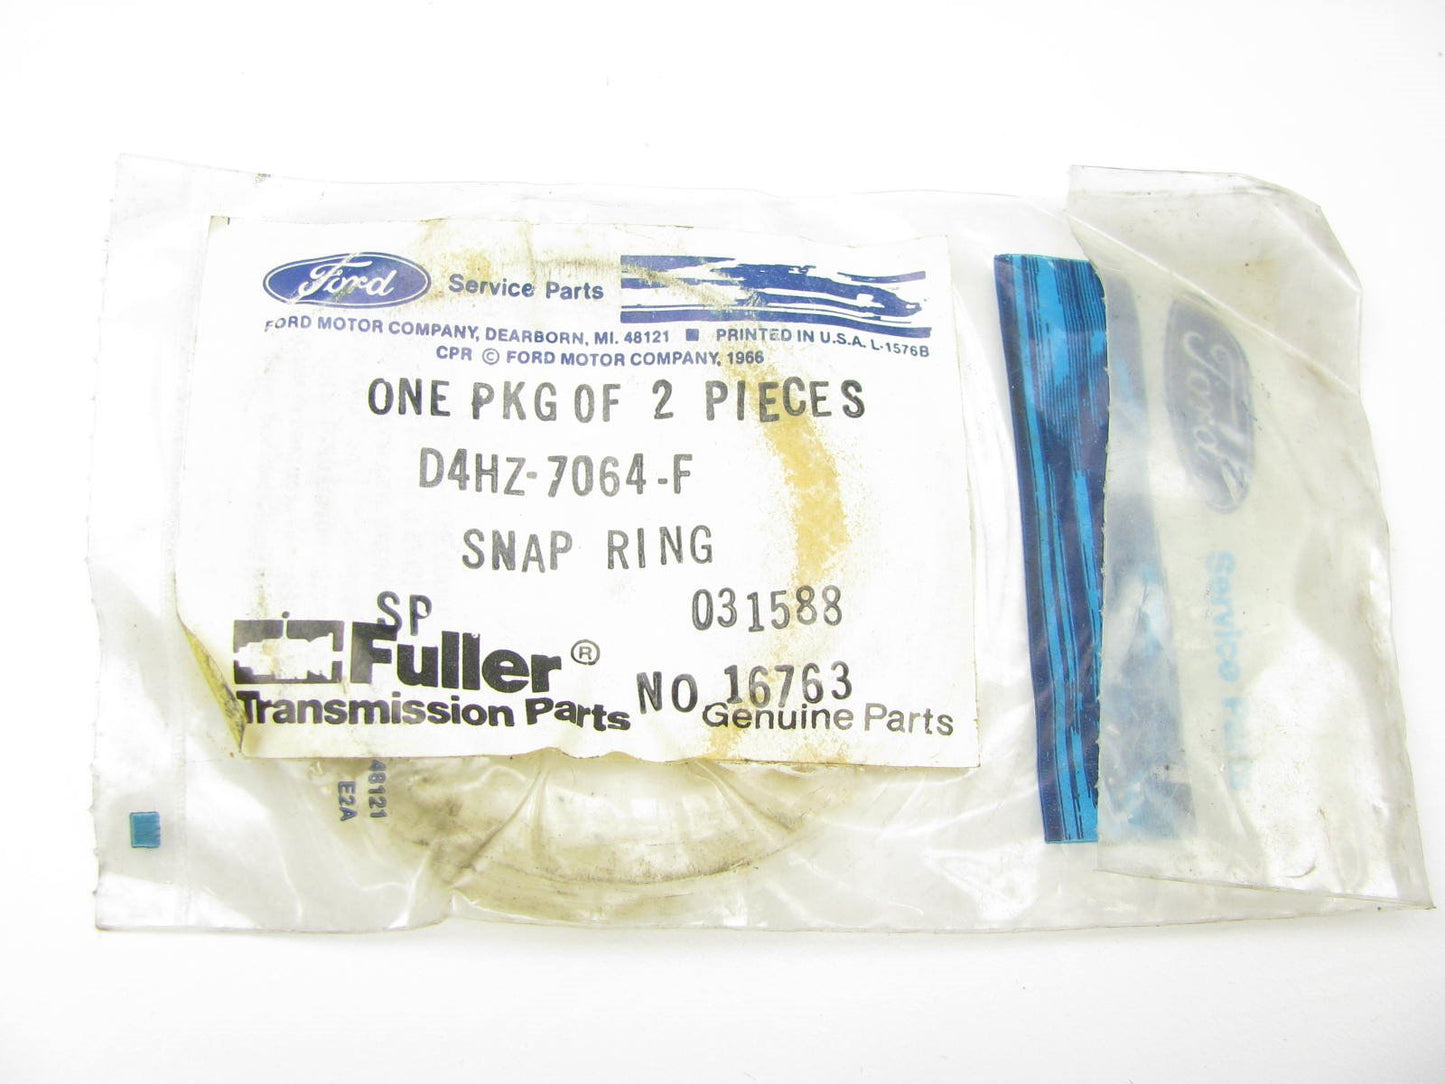 Ford Service Parts
FORD MOTOR COMPANY, DEARBORN, MI. 48121 ■ PRINTED IN U.S.A. L-1576B
CPR © FORD MOTOR COMPANY, 1966
ONE PKG OF 2 PIECES
D4HZ-7064-F
SNAP RING
SP 031588
Fuller®
Transmission Parts
NO 16763
Genuine Parts
48121
E2A
Ford
Service Parts